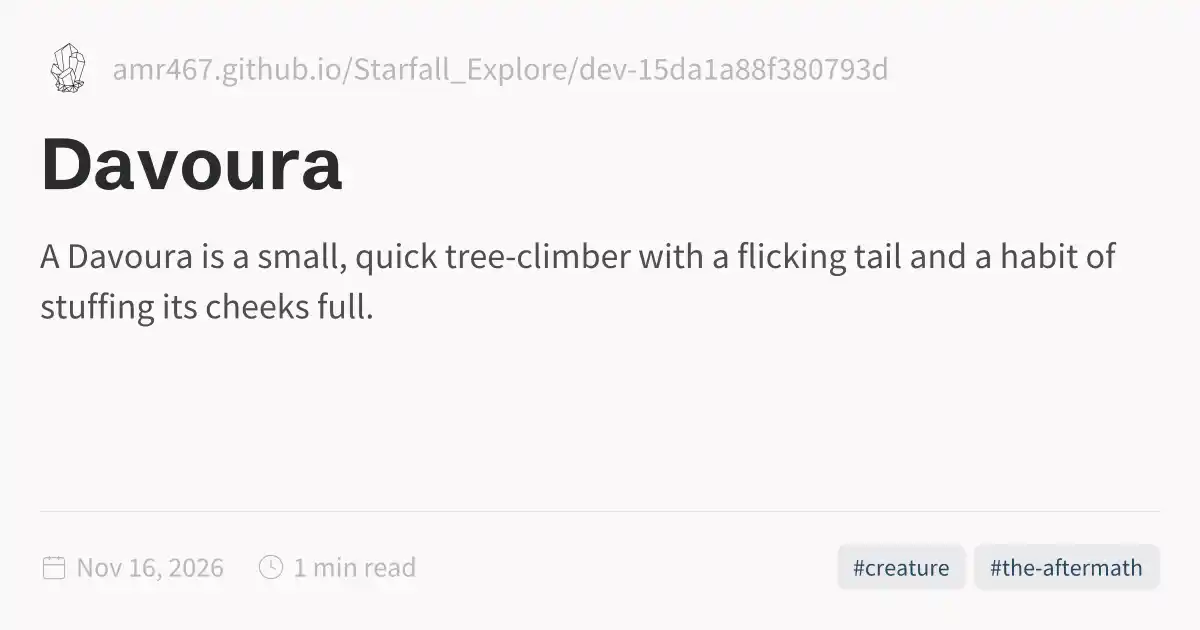 amr467.github.io/Starfall_Explore/dev-15da1a88f380793d
Davoura
A Davoura is a small, quick tree-climber with a flicking tail and a habit of
stuffing its cheeks full.
Nov 16, 2026
1 min read
#creature
#the-aftermath